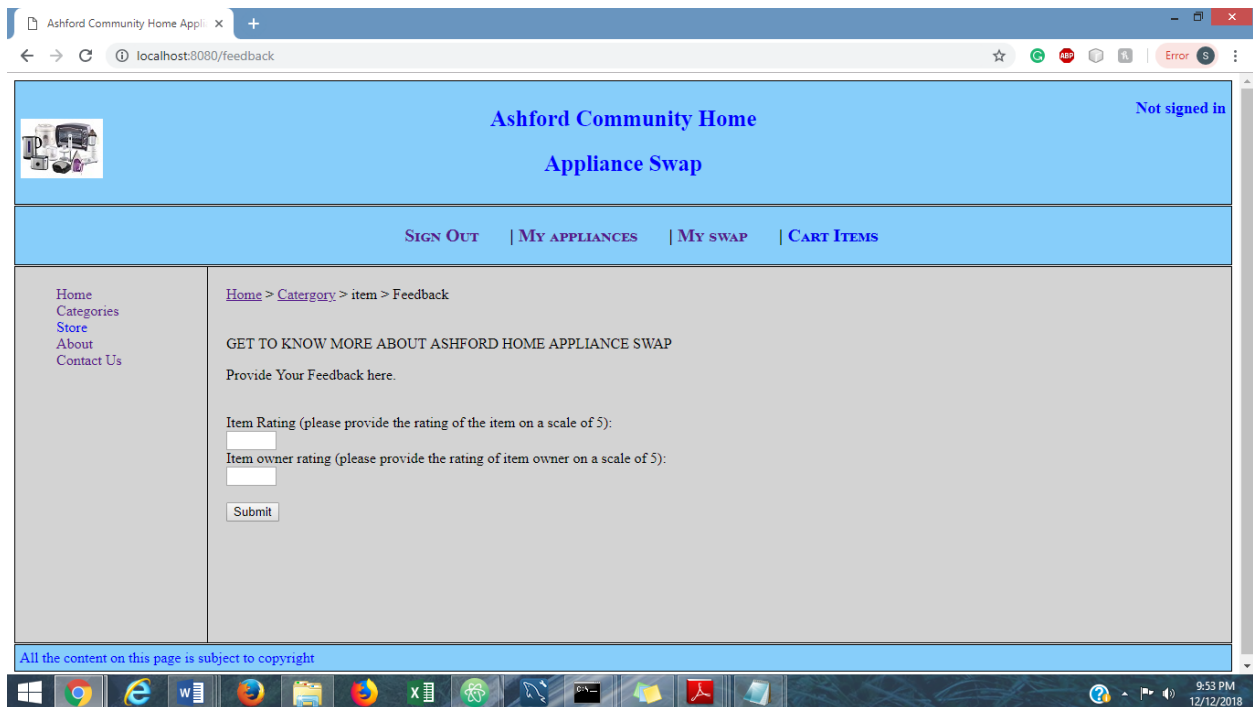 Ashford Community Home Appli
localhost:8080/feedback
ABP
Error S
Ashford Community Home
Appliance Swap
Not signed in
Sign Out | My appliances | My swap | Cart Items
Home
Categories
Store
About
Contact Us
Home > Catergory > item > Feedback
GET TO KNOW MORE ABOUT ASHFORD HOME APPLIANCE SWAP
Provide Your Feedback here.
Item Rating (please provide the rating of the item on a scale of 5):
Item owner rating (please provide the rating of item owner on a scale of 5):
Submit
All the content on this page is subject to copyright
9:53 PM
12/12/2018